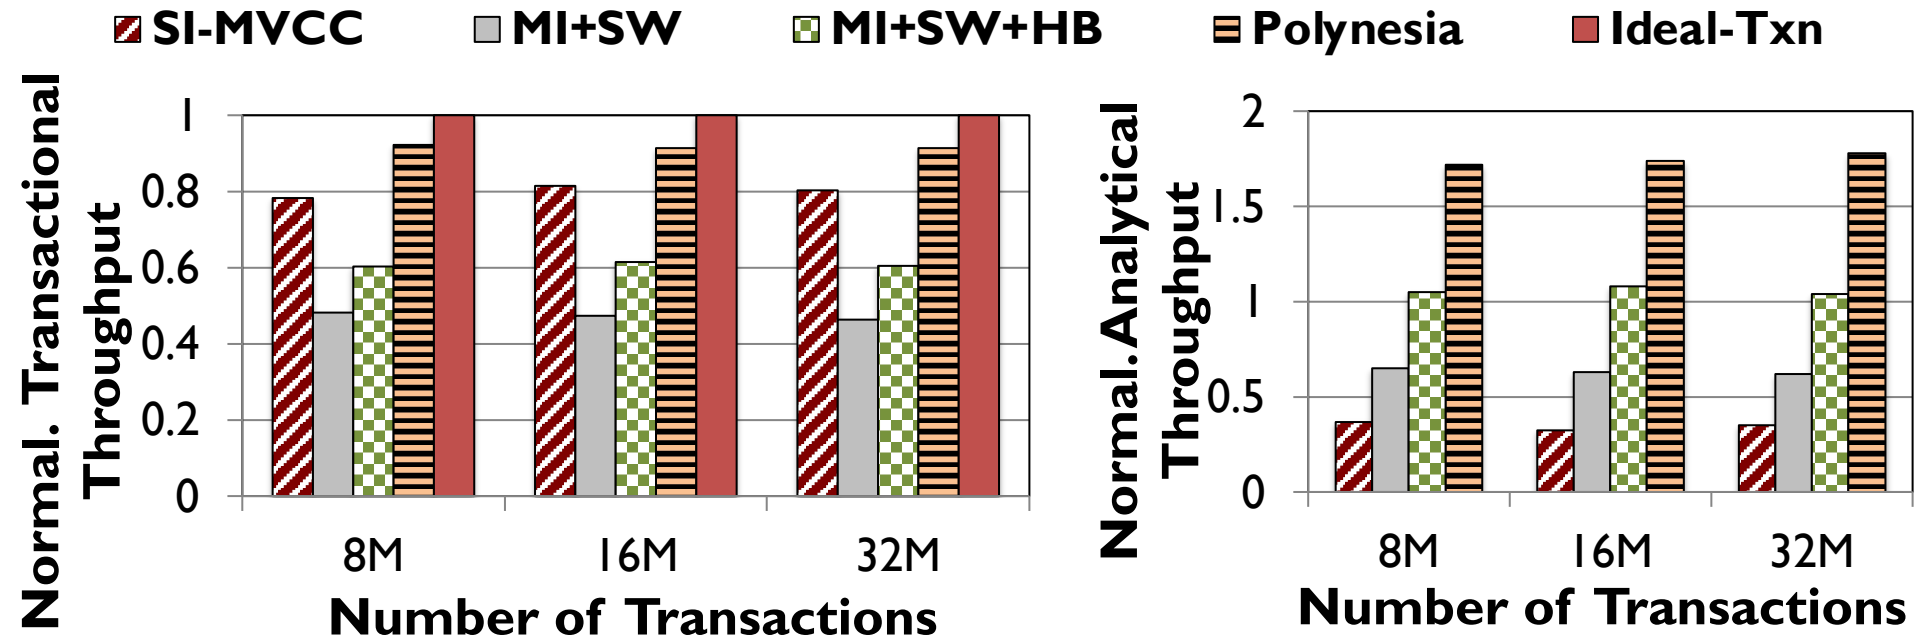 SI-MVCC MI+SW MI+SW+HB Polynesia Ideal-Txn
Normal. Transactional
Throughput
1
0.8
0.6
0.4
0.2
0
8M 16M 32M
Number of Transactions
Normal.Analytical
Throughput
2
1.5
1
0.5
0
8M 16M 32M
Number of Transactions